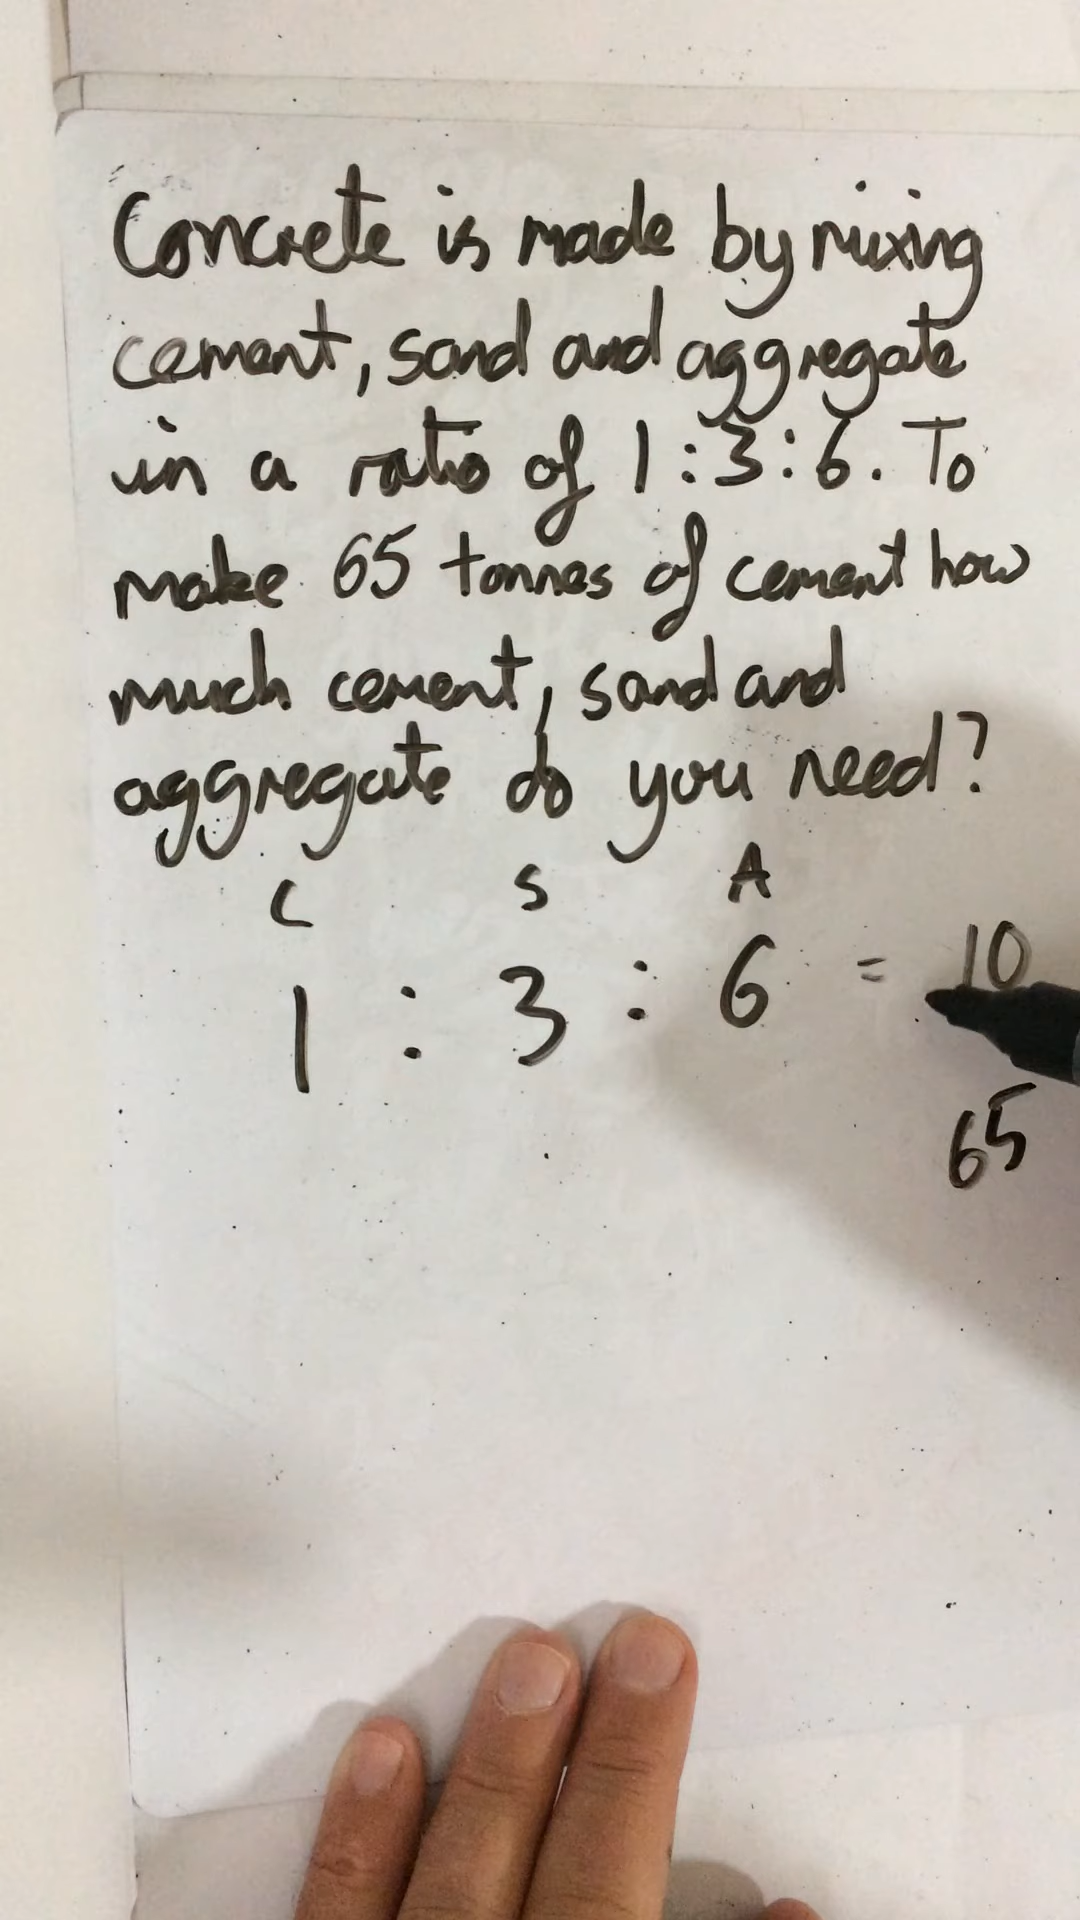 Concrete is made by mixing
cement, sand and aggregate
in a ratio of 1:3:6. To
make 65 tonnes of cement how
much cement, sand and
aggregate do you need?
C S A
1 : 3 : 6 = 10
65